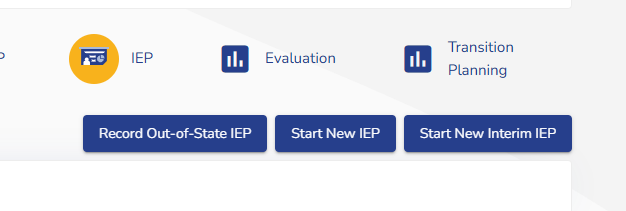 P
IEP
Evaluation
Transition
Planning
Record Out-of-State IEP
Start New IEP
Start New Interim IEP